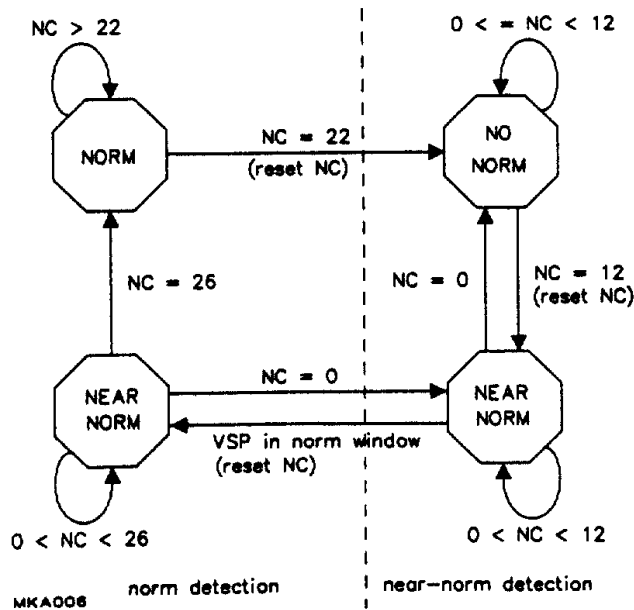 NC > 22
0 < = NC < 12
NORM
NC = 22
(reset NC)
NO
NORM
NC = 26
NC = 0
NC = 12
(reset NC)
NEAR
NORM
NC = 0
VSP in norm window
(reset NC)
NEAR
NORM
0 < NC < 26
0 < NC < 12
MKA006
norm detection
near-norm detection